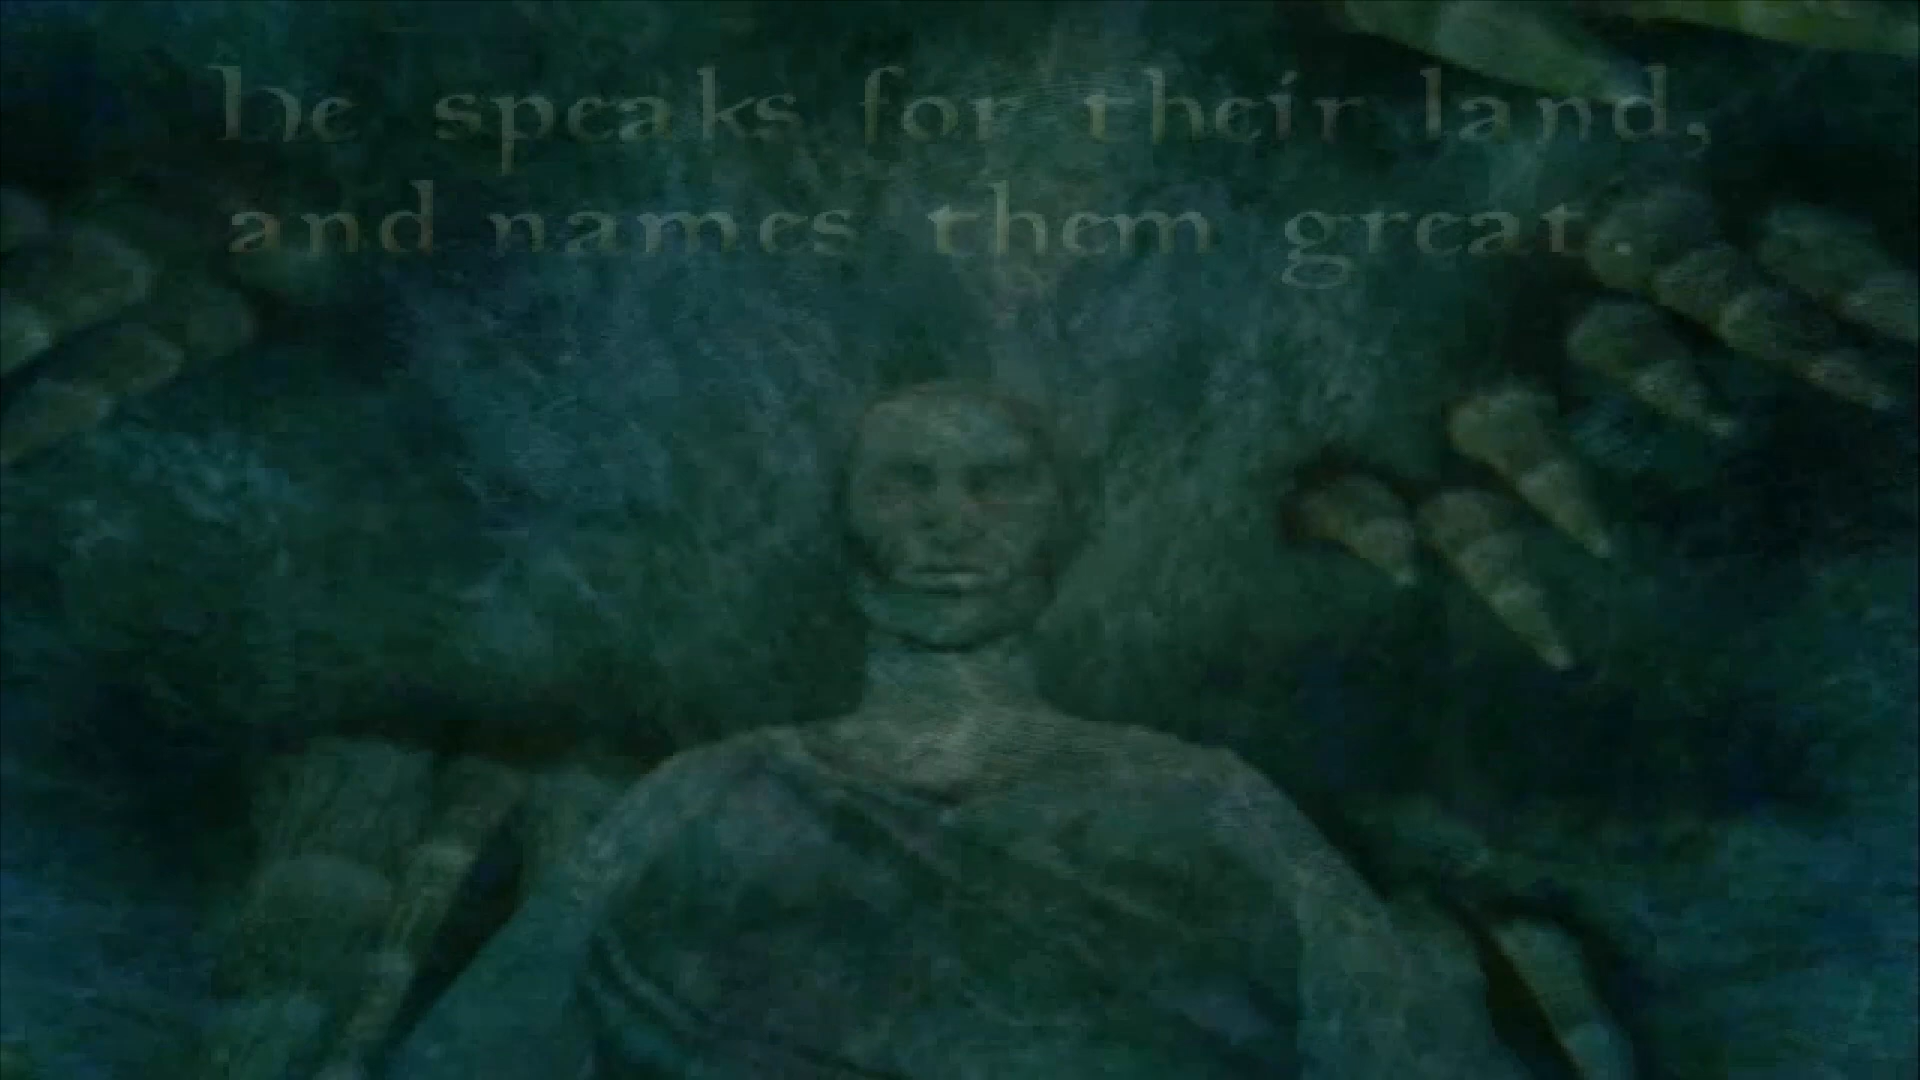 he speaks for their land,
and names them great.